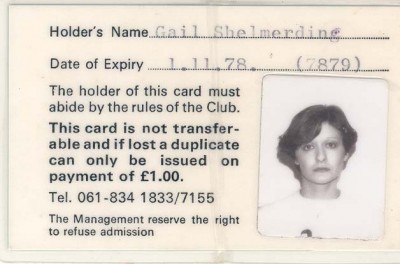 Holder's Name Gail Shelmerding
Date of Expiry 1.11.78. (7879)
The holder of this card must
abide by the rules of the Club.
This card is not transfer-
able and if lost a duplicate
can only be issued on
payment of £1.00.
Tel. 061-834 1833/7155
The Management reserve the right
to refuse admission